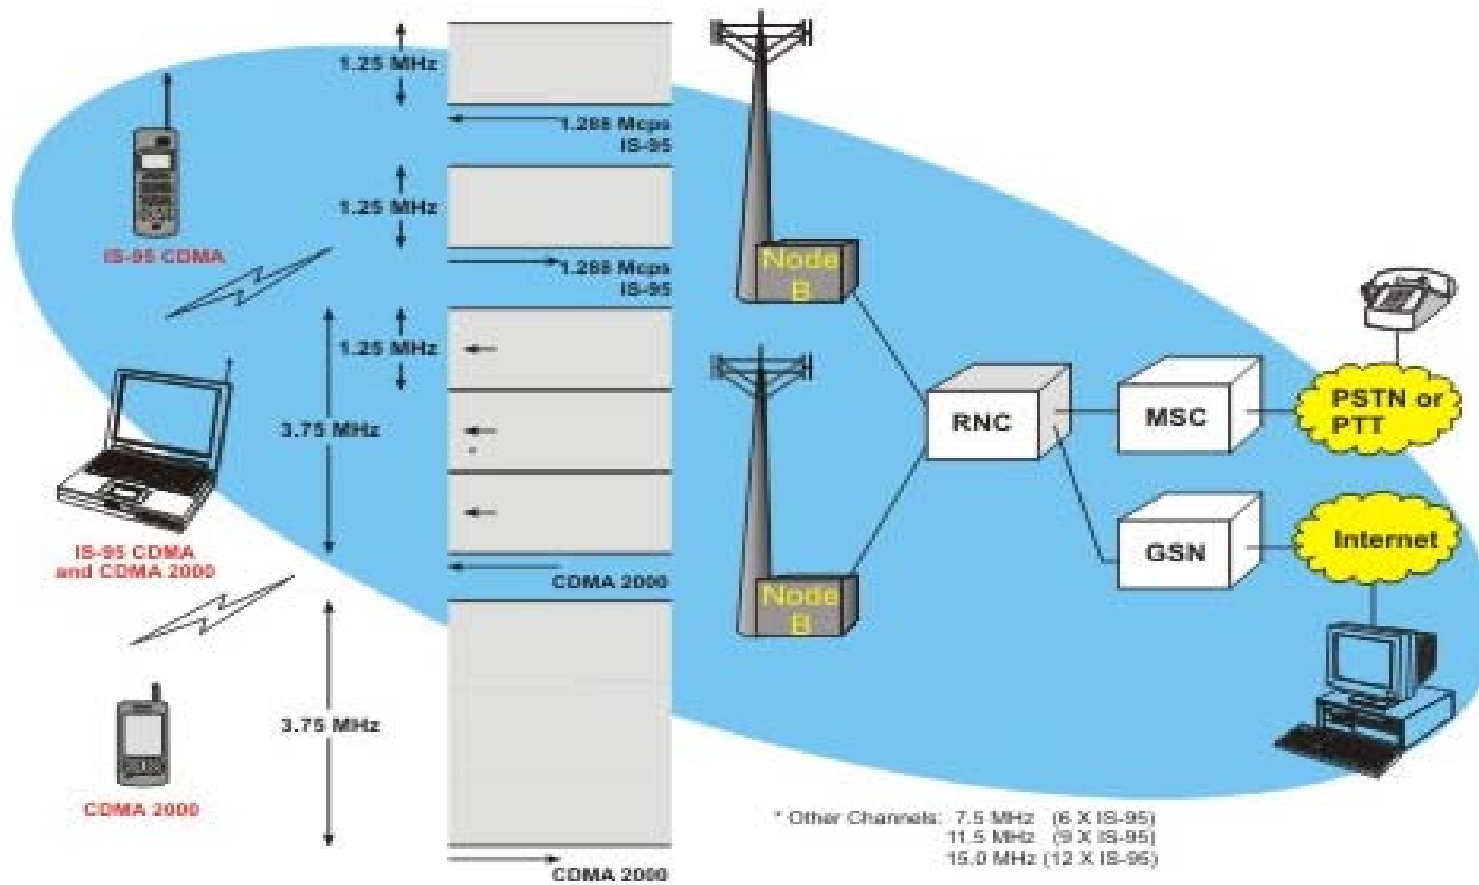 1.25 MHz
1.288 Mcps
IS-95
IS-95 CDMA
1.25 MHz
1.288 Mcps
IS-95
Node
B
1.25 MHz
3.75 MHz
CDMA 2000
IS-95 CDMA
and CDMA 2000
Node
B
RNC
MSC
PSTN or
PTT
GSN
Internet
3.75 MHz
CDMA 2000
CDMA 2000
* Other Channels: 7.5 MHz (6 X IS-95)
11.5 MHz (9 X IS-95)
15.0 MHz (12 X IS-95)